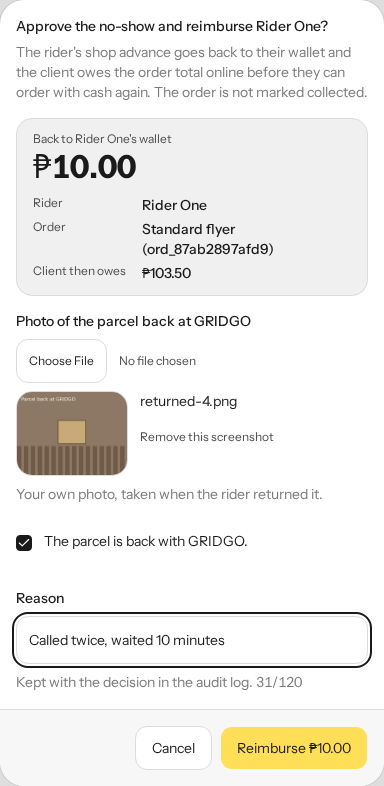 Approve the no-show and reimburse Rider One?
The rider's shop advance goes back to their wallet and
the client owes the order total online before they can
order with cash again. The order is not marked collected.
Back to Rider One's wallet
₱10.00
Rider Rider One
Order Standard flyer
(ord_87ab2897afd9)
Client then owes ₱103.50
Photo of the parcel back at GRIDGO
Choose File No file chosen
Parcel back at GRIDGO
returned-4.png
Remove this screenshot
Your own photo, taken when the rider returned it.
The parcel is back with GRIDGO.
Reason
Called twice, waited 10 minutes
Kept with the decision in the audit log. 31/120
Cancel Reimburse ₱10.00